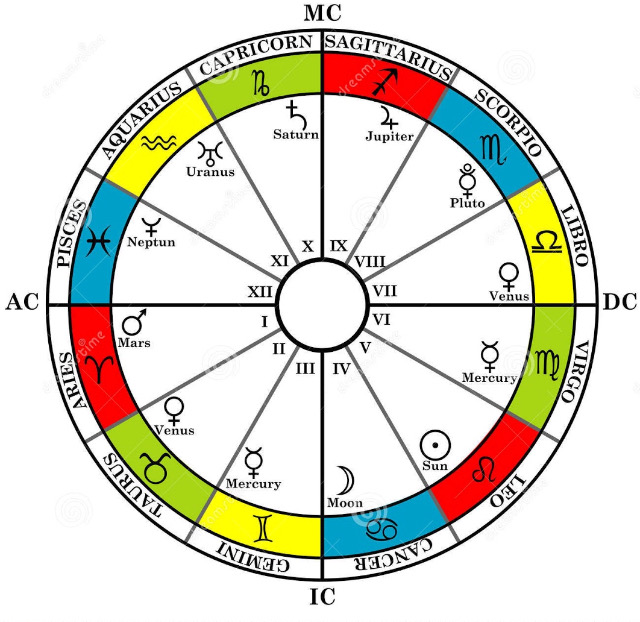 MC
CAPRICORN
SAGITTARIUS
AQUARIUS
SCORPIO
Saturn
Jupiter
Uranus
Pluto
PISCES
LIBRO
Neptun
X
IX
XI
VIII
XII
VII
Venus
AC
DC
I
VI
Mars
II
V
III
IV
ARIES
VIRGO
Mercury
Venus
Sun
Mercury
Moon
TAURUS
LEO
GEMINI
CANCER
IC
dreamstime